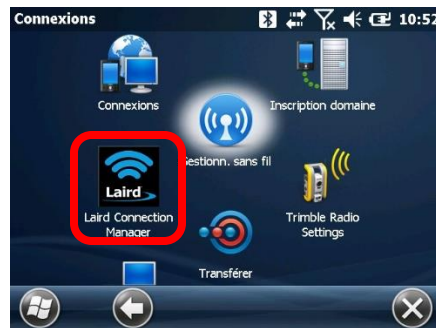 Connexions 10:52
Connexions
Inscription domaine
Gestionn. sans fil
Laird
Laird Connection
Manager
Trimble Radio
Settings
Transférer